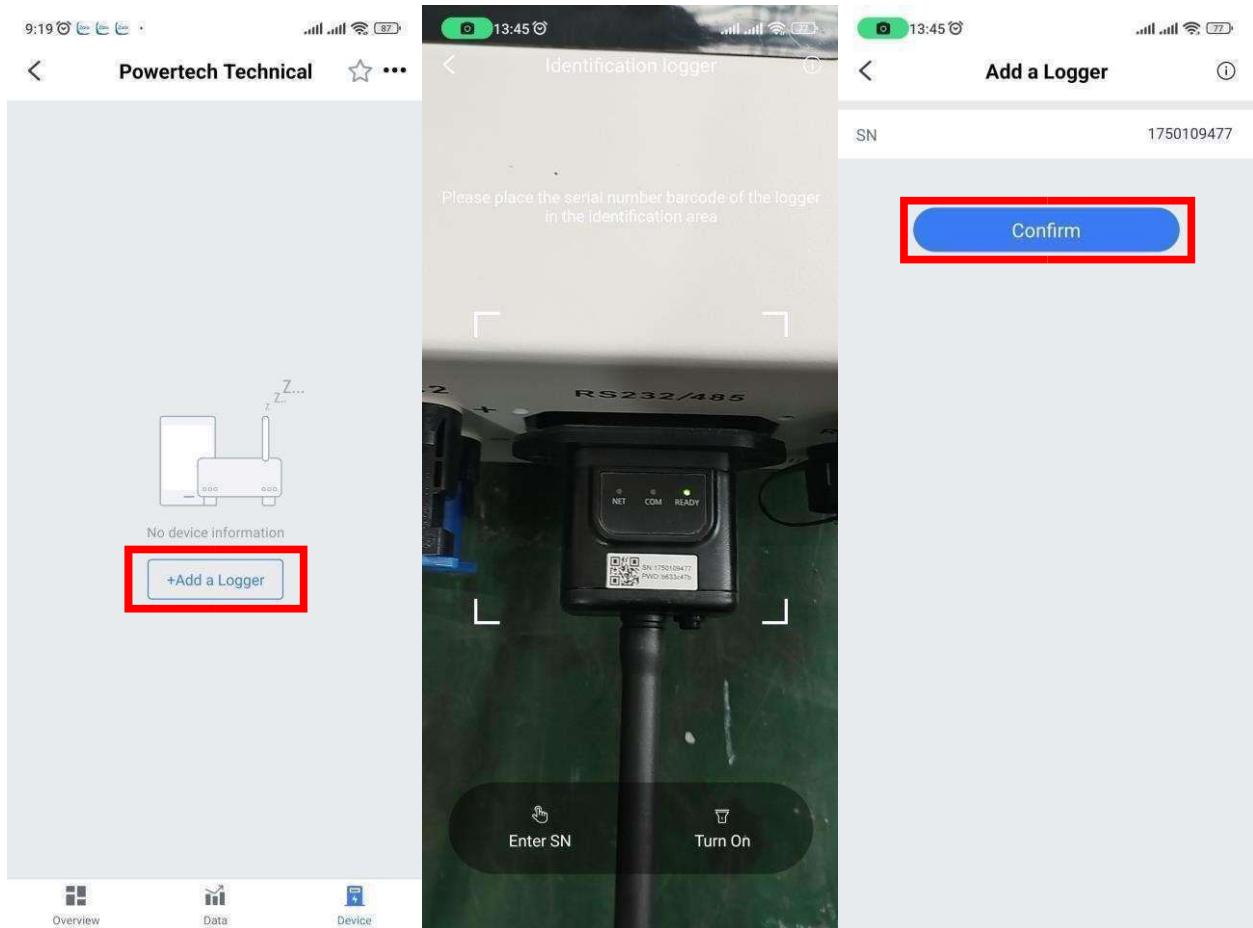 9:19
87
Powertech Technical
Z...
Z..
z
No device information
+Add a Logger
Overview
Data
Device
13:45
77
Identification logger
Please place the serial number barcode of the logger
in the identification area
RS232/485
NET COM READY
SN:1750109477
PWD:b633c47b
Enter SN
Turn On
13:45
77
Add a Logger
SN
1750109477
Confirm